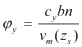 φ_y = c_y bn / v_m(z_s)